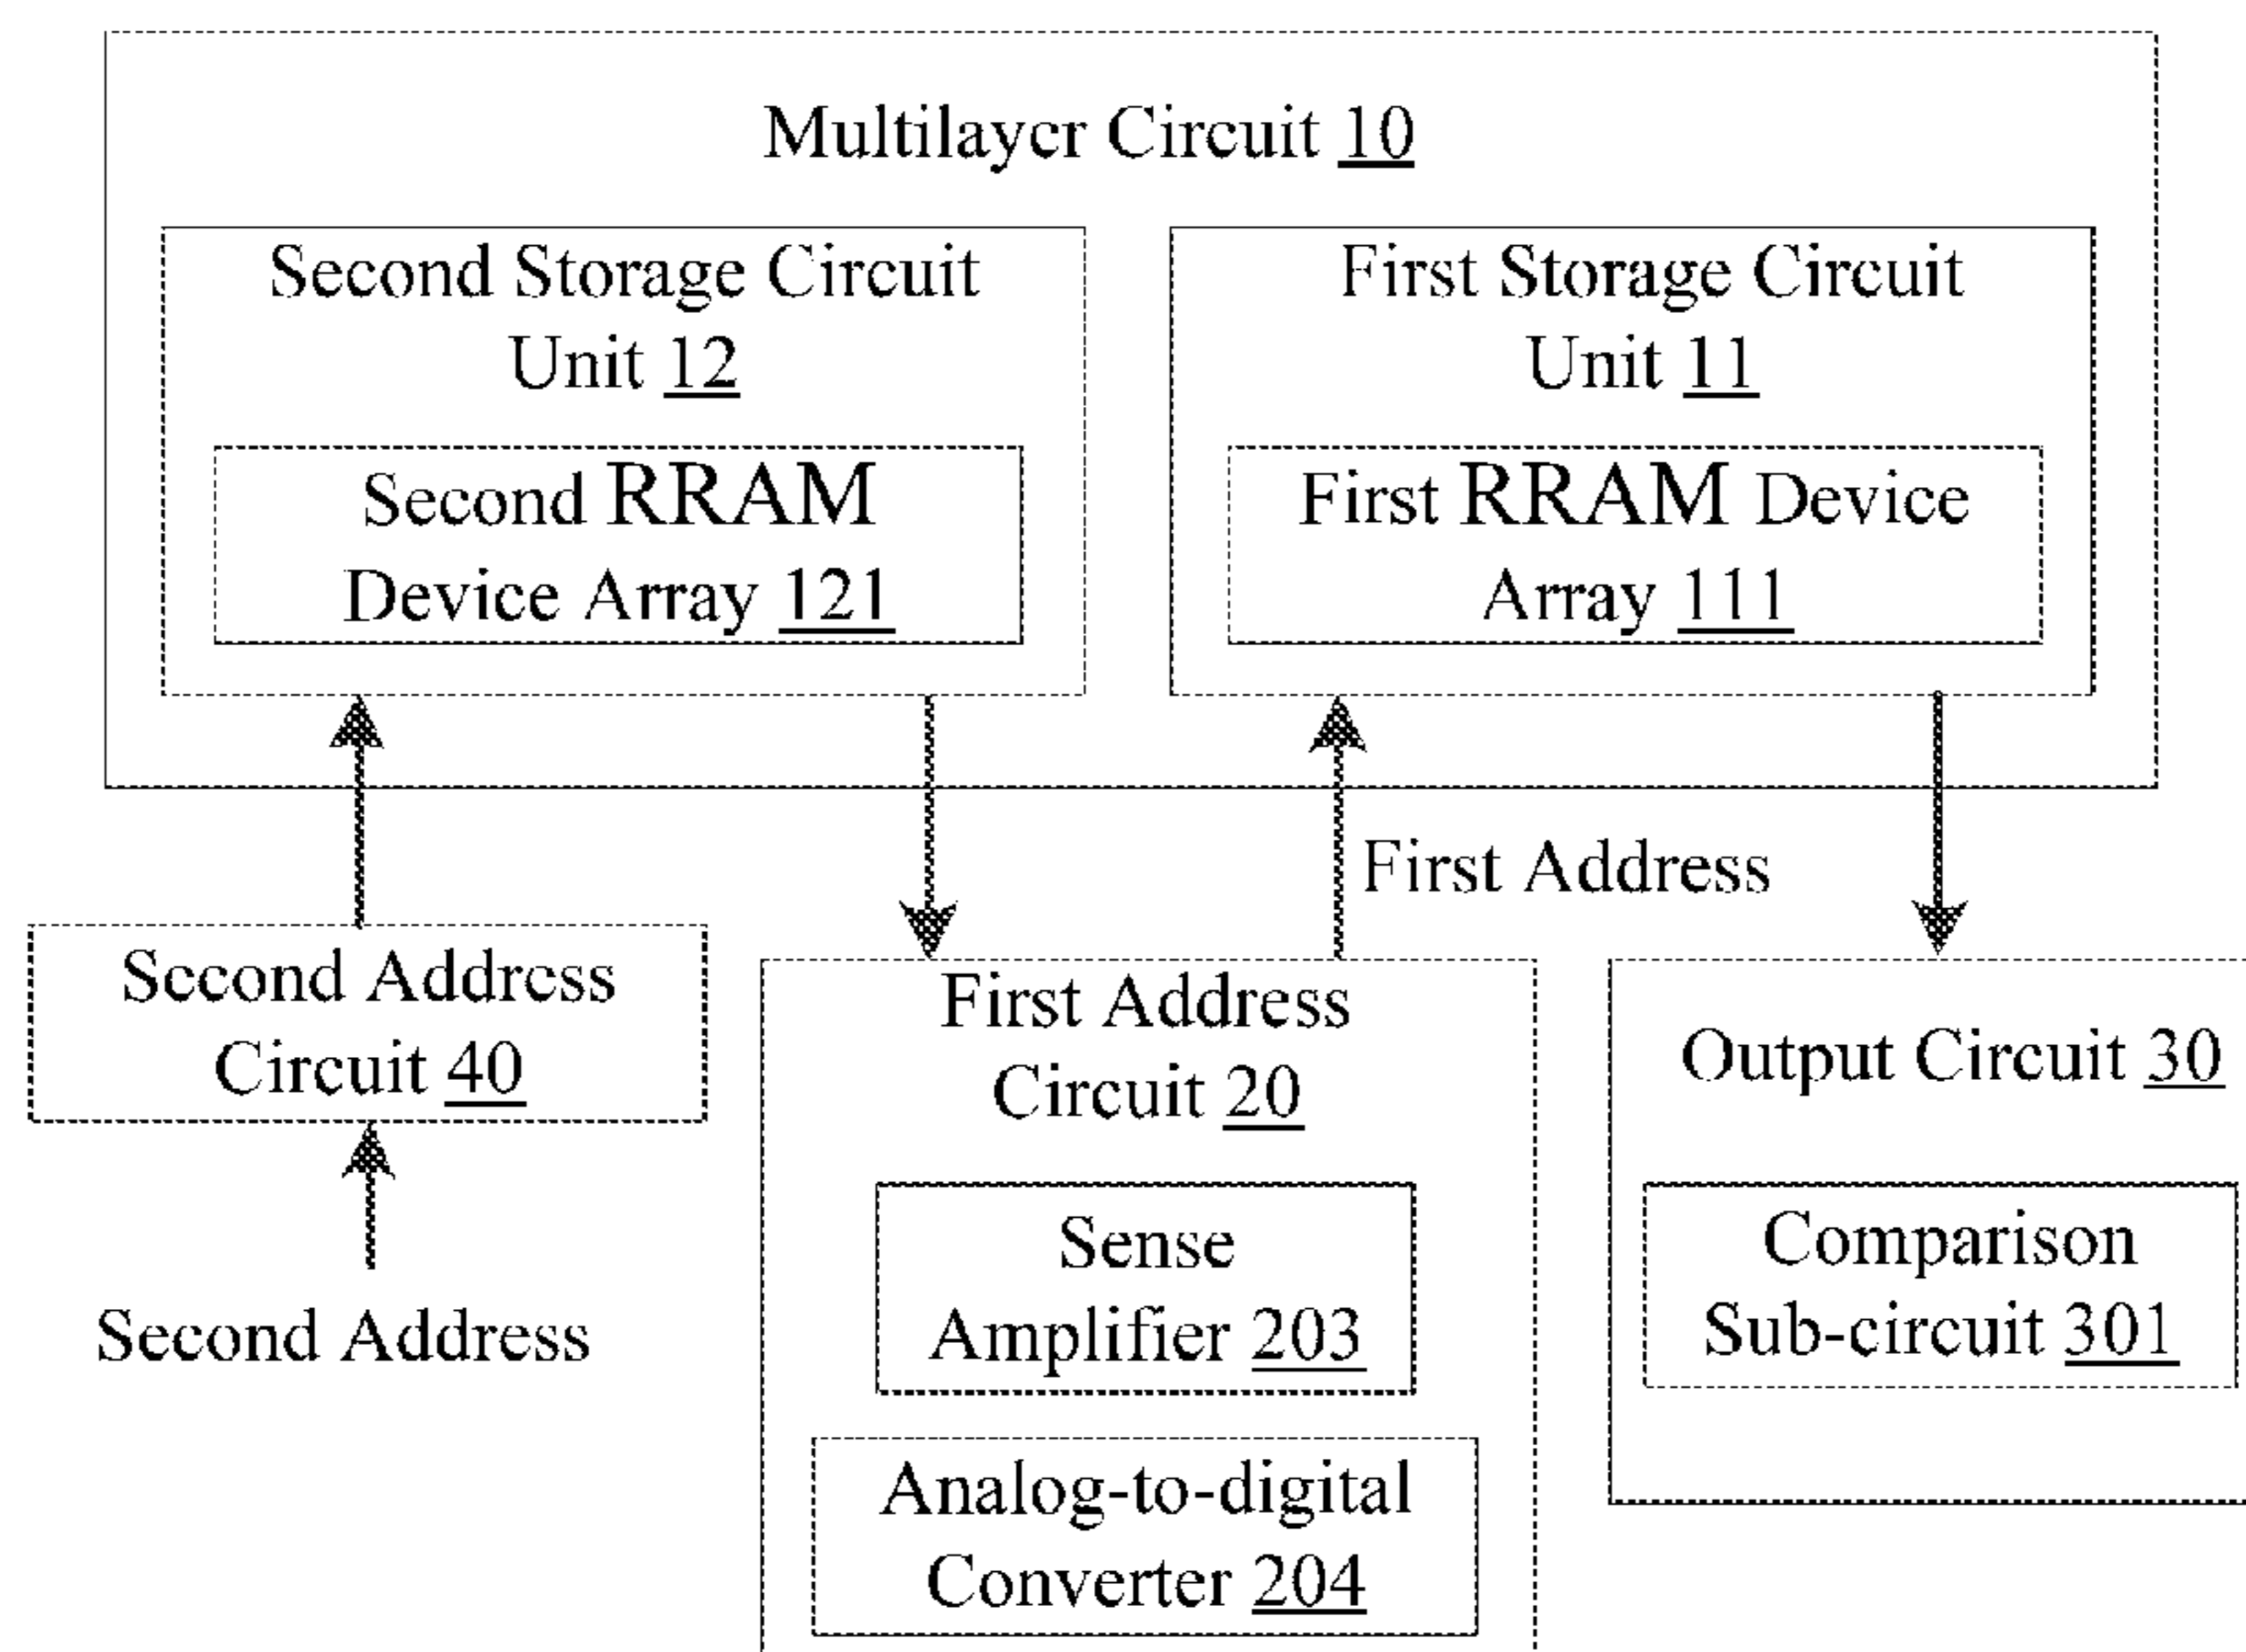 Multilayer Circuit 10
Second Storage Circuit
Unit 12
Second RRAM
Device Array 121
First Storage Circuit
Unit 11
First RRAM Device
Array 111
First Address
Second Address
Circuit 40
Second Address
First Address
Circuit 20
Sense
Amplifier 203
Analog-to-digital
Converter 204
Output Circuit 30
Comparison
Sub-circuit 301